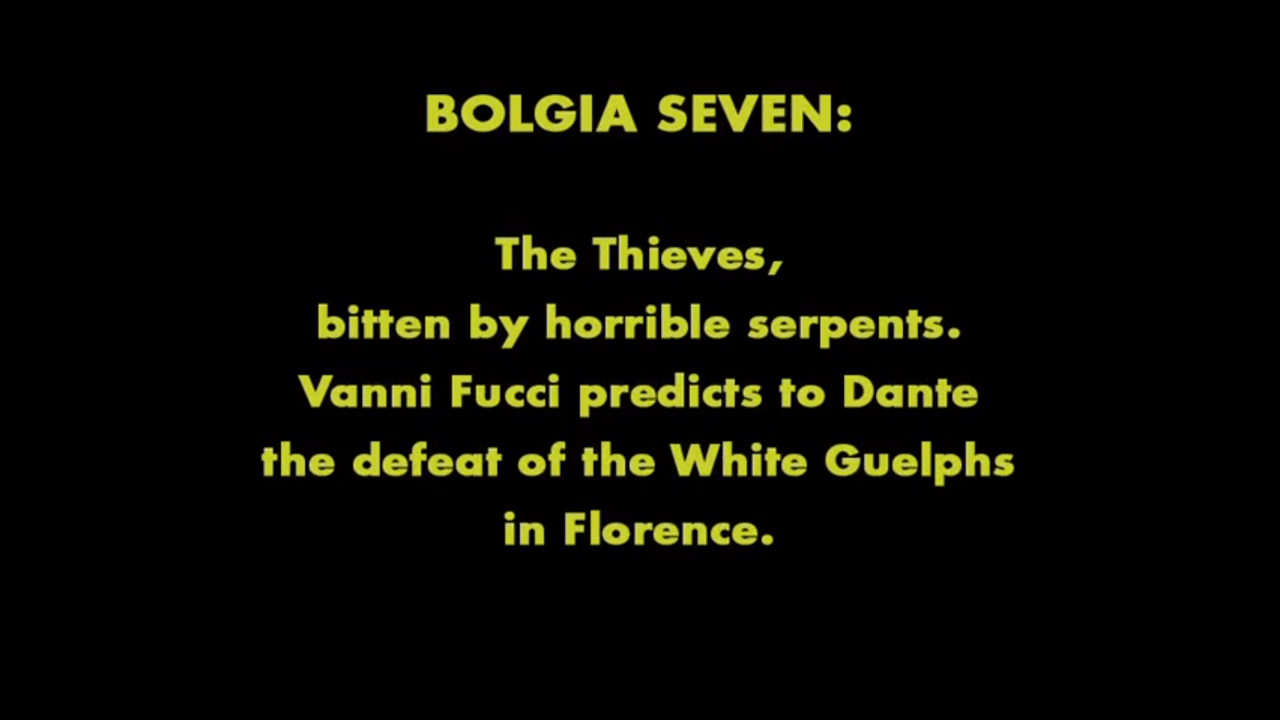 BOLGIA SEVEN:
The Thieves,
bitten by horrible serpents.
Vanni Fucci predicts to Dante
the defeat of the White Guelphs
in Florence.